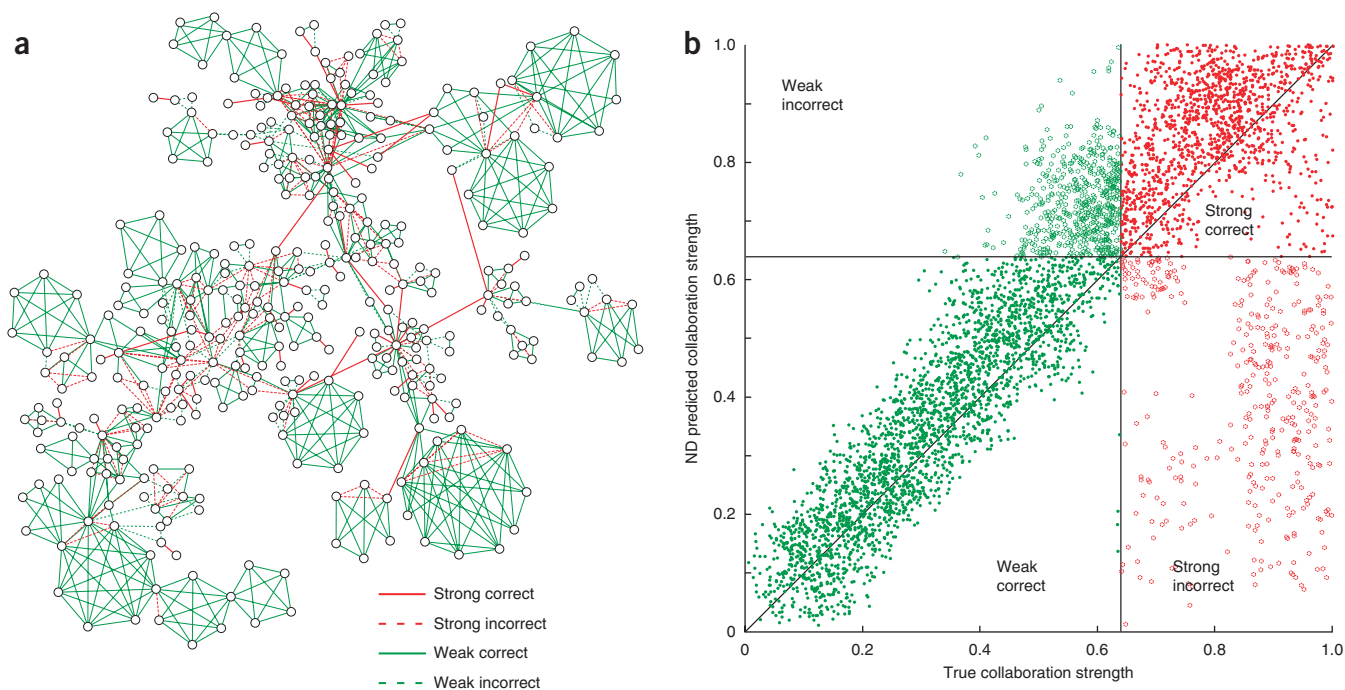 a
Strong correct
Strong incorrect
Weak correct
Weak incorrect
b
ND predicted collaboration strength
1.0
0.8
0.6
0.4
0.2
0
Weak
incorrect
Strong
correct
Weak
correct
Strong
incorrect
0
0.2
0.4
0.6
0.8
1.0
True collaboration strength